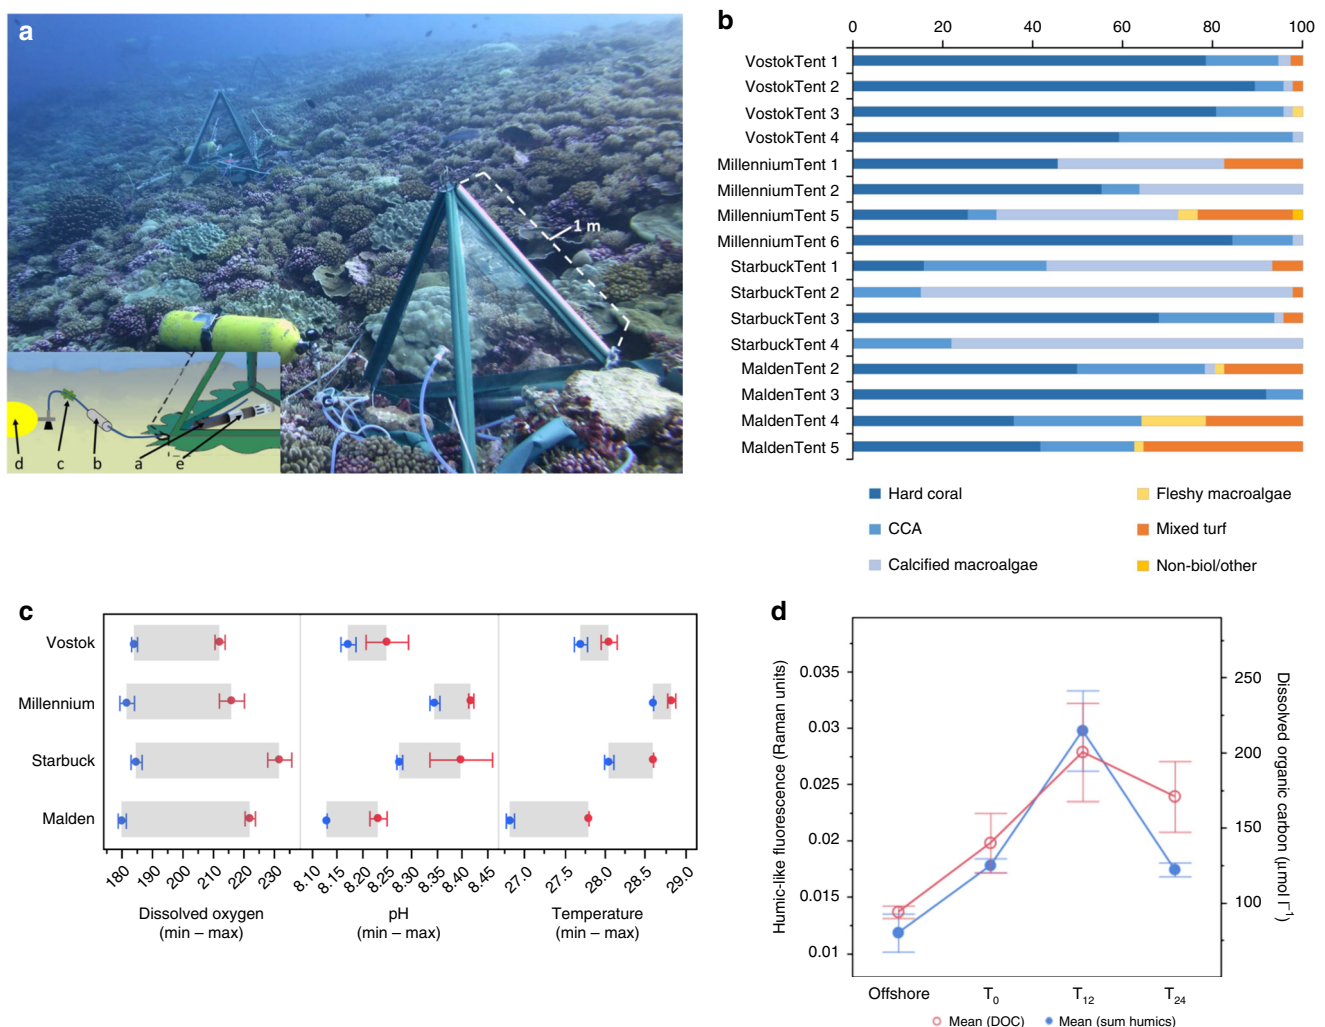 a
1 m
d c b a e
b
0 20 40 60 80 100
VostokTent 1
VostokTent 2
VostokTent 3
VostokTent 4
MillenniumTent 1
MillenniumTent 2
MillenniumTent 5
MillenniumTent 6
StarbuckTent 1
StarbuckTent 2
StarbuckTent 3
StarbuckTent 4
MaldenTent 2
MaldenTent 3
MaldenTent 4
MaldenTent 5
Hard coral
CCA
Calcified macroalgae
Fleshy macroalgae
Mixed turf
Non-biol/other
c
Vostok
Millennium
Starbuck
Malden
180 190 200 210 220 230
8.10 8.15 8.20 8.25 8.30 8.35 8.40 8.45
27.0 27.5 28.0 28.5 29.0
Dissolved oxygen
(min – max)
pH
(min – max)
Temperature
(min – max)
d
Humic-like fluorescence (Raman units)
0.035
0.03
0.025
0.02
0.015
0.01
250
200
150
100
Dissolved organic carbon (μmol l⁻¹)
Offshore T₀ T₁₂ T₂₄
Mean (DOC) Mean (sum humics)